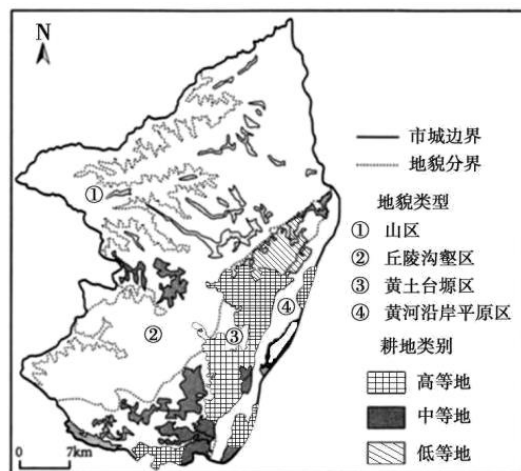 N
市城边界
地貌分界
地貌类型
① 山区
② 丘陵沟壑区
③ 黄土台塬区
④ 黄河沿岸平原区
耕地类别
高等地
中等地
低等地
①
②
③
④
0 7km